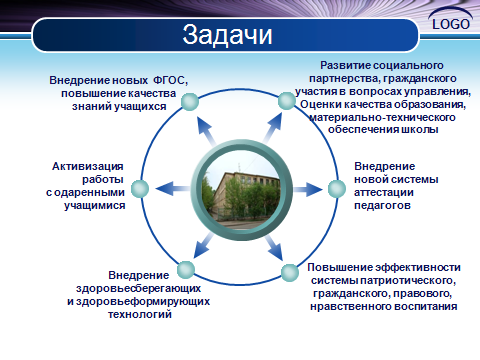 LOGO
Задачи
Внедрение новых ФГОС,
повышение качества
знаний учащихся
Развитие социального
партнерства, гражданского
участия в вопросах управления,
Оценки качества образования,
материально-технического
обеспечения школы
Активизация
работы
с одаренными
учащимися
Внедрение
новой системы
аттестации
педагогов
Внедрение
здоровьесберегающих
и здоровьеформирующих
технологий
Повышение эффективности
системы патриотического,
гражданского, правового,
нравственного воспитания